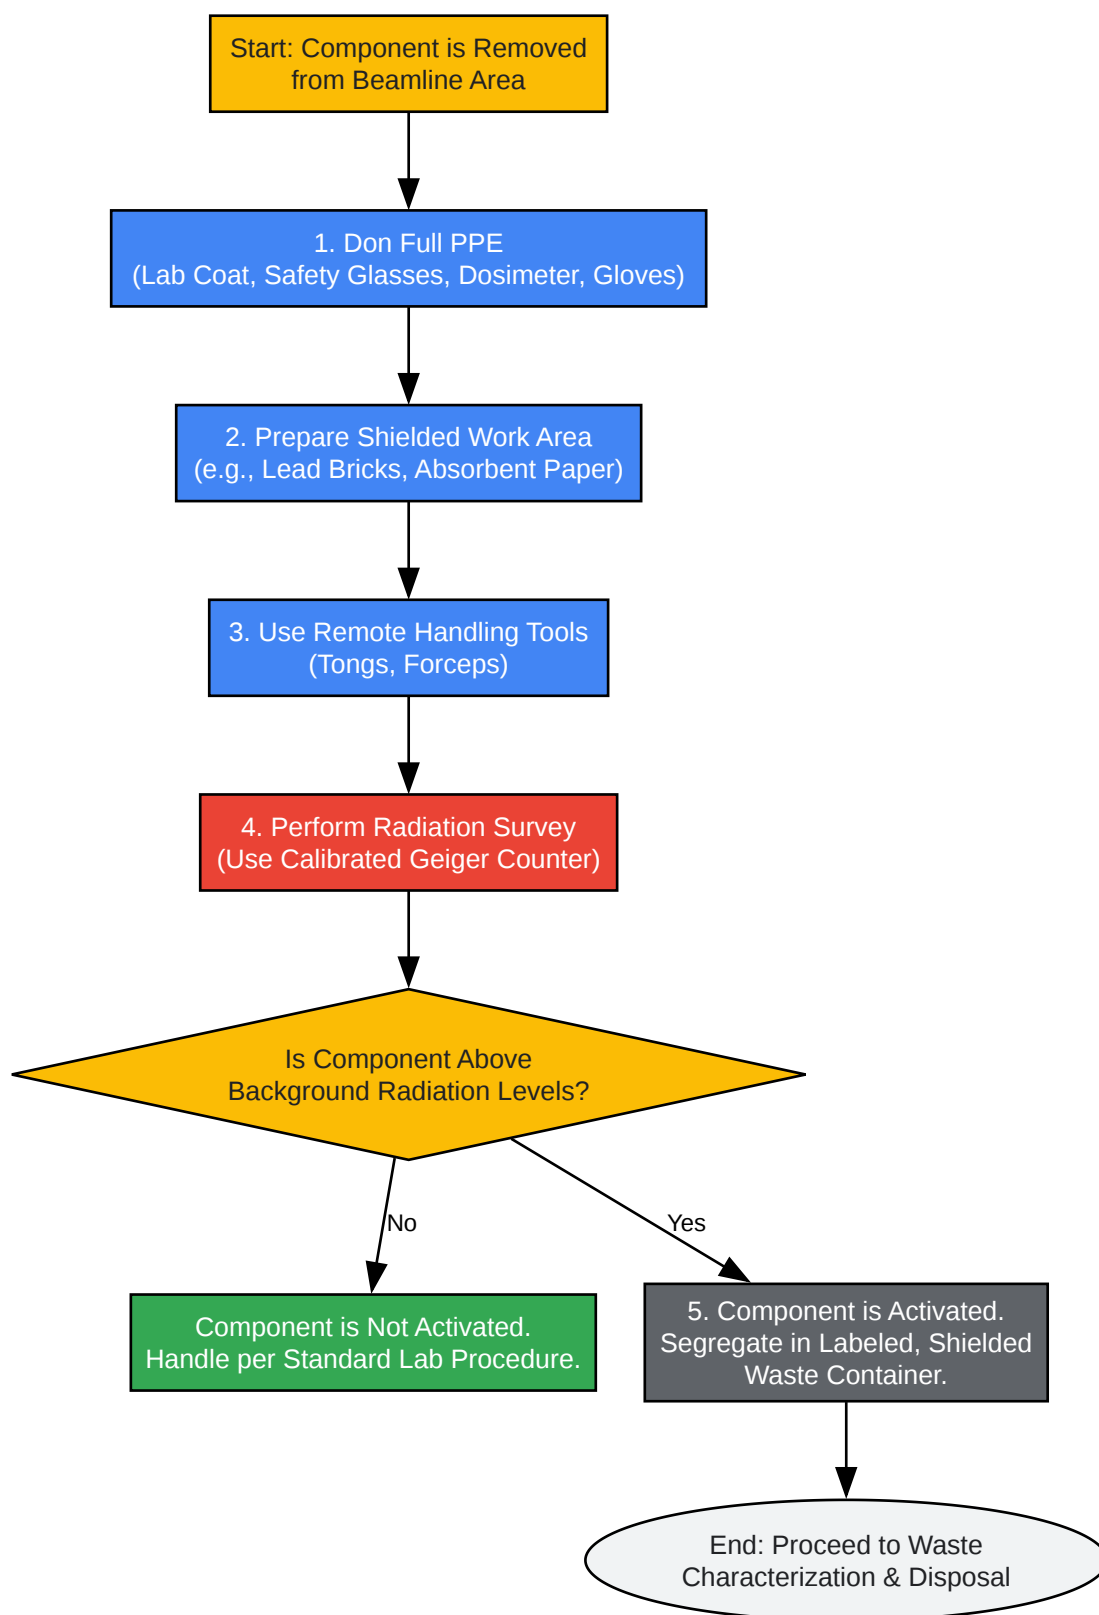 Start: Component is Removed
from Beamline Area
1. Don Full PPE
(Lab Coat, Safety Glasses, Dosimeter, Gloves)
2. Prepare Shielded Work Area
(e.g., Lead Bricks, Absorbent Paper)
3. Use Remote Handling Tools
(Tongs, Forceps)
4. Perform Radiation Survey
(Use Calibrated Geiger Counter)
Is Component Above
Background Radiation Levels?
No
Yes
Component is Not Activated.
Handle per Standard Lab Procedure.
5. Component is Activated.
Segregate in Labeled, Shielded
Waste Container.
End: Proceed to Waste
Characterization & Disposal